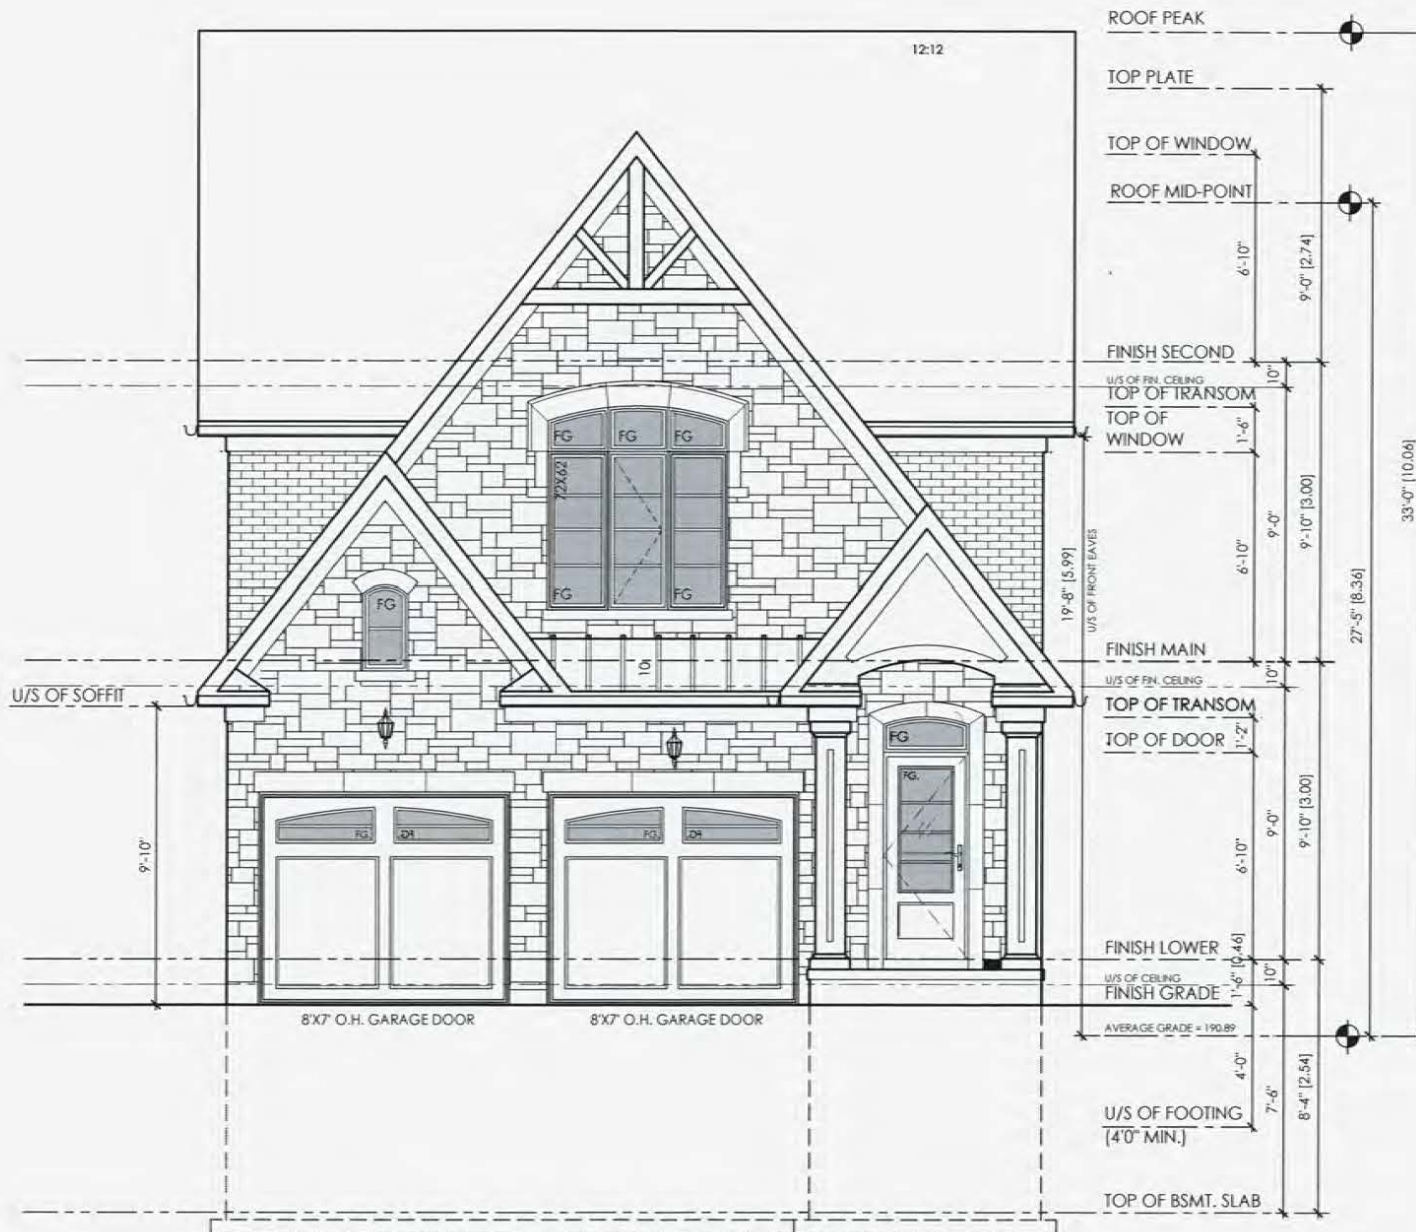 ROOF PEAK
12:12
TOP PLATE
TOP OF WINDOW
ROOF MID-POINT
6'-10"
9'-0" [2.74]
FINISH SECOND
U/S OF FIN. CEILING
10"
TOP OF TRANSOM
TOP OF
WINDOW
1'-6"
FG
FG
FG
72X62
FG
FG
33'-0" [10.06]
9'-10" [3.00]
9'-0"
6'-10"
19'-8" [5.99]
U/S OF FRONT EAVES
27'-5" [8.36]
FG
10
FINISH MAIN
U/S OF FIN. CEILING
10"
U/S OF SOFFIT
TOP OF TRANSOM
TOP OF DOOR
1'-2"
FG
FG.
FG.
FG.
FG.
FG.
9'-10"
6'-10"
9'-0"
9'-10" [3.00]
FINISH LOWER
1'-6" [0.46]
U/S OF CEILING
10"
FINISH GRADE
8'X7' O.H. GARAGE DOOR
8'X7' O.H. GARAGE DOOR
AVERAGE GRADE = 190.89
4'-0"
7'-6"
8'-4" [2.54]
U/S OF FOOTING
(4'0" MIN.)
TOP OF BSMT. SLAB